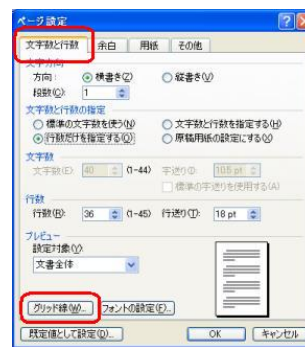 ページ設定
文字数と行数 余白 用紙 その他
文字方向
方向: 横書き(Z) 縦書き(V)
段数(C): 1
文字数と行数の指定
標準の文字数を使う(N) 文字数と行数を指定する(H)
行数だけを指定する(O) 原稿用紙の設定にする(X)
文字数
文字数(E): 40 (1-44) 字送り(I): 10.5 pt
標準の字送りを使用する(A)
行数
行数(R): 36 (1-45) 行送り(T): 18 pt
プレビュー
設定対象(Y):
文書全体
グリッド線(W)... フォントの設定(F)...
既定値として設定(D)... OK キャンセル